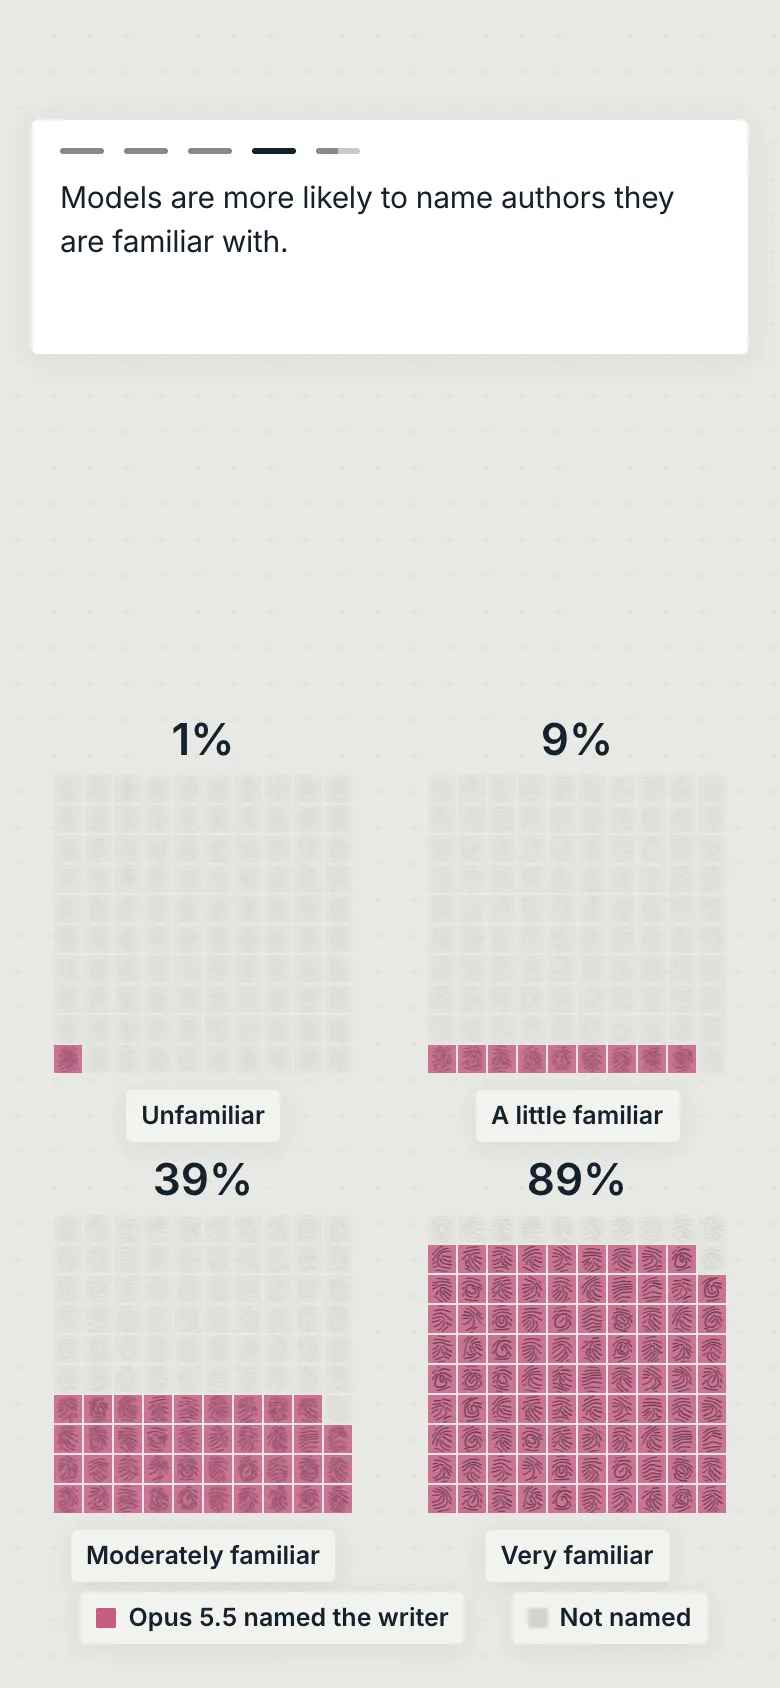 Models are more likely to name authors they
are familiar with.
1%
9%
Unfamiliar
A little familiar
39%
89%
Moderately familiar
Very familiar
Opus 5.5 named the writer
Not named